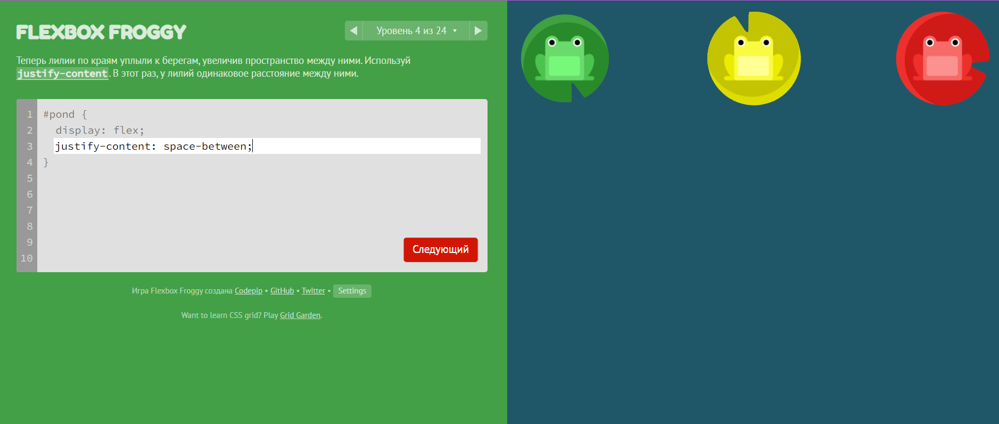 FLEXBOX FROGGY
Уровень 4 из 24
Теперь лилии по краям уплыли к берегам, увеличив пространство между ними. Используй
justify-content. В этот раз, у лилий одинаковое расстояние между ними.
1 #pond {
2 display: flex;
3 justify-content: space-between;
4 }
5
6
7
8
9
10
Следующий
Игра Flexbox Froggy создана Codepip • GitHub • Twitter • Settings
Want to learn CSS grid? Play Grid Garden.